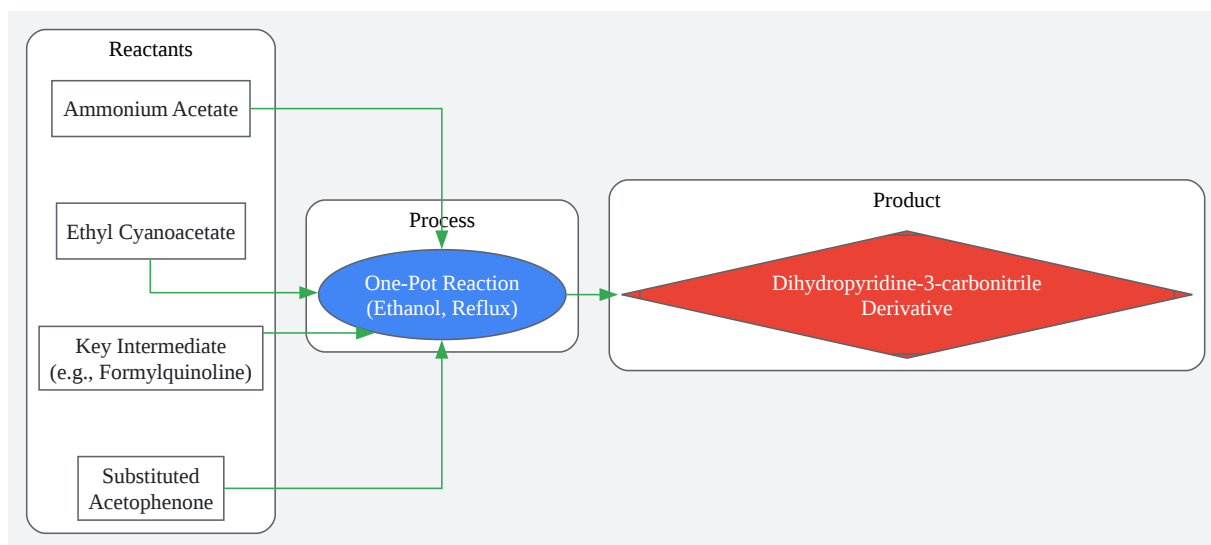 Reactants
Ammonium Acetate
Ethyl Cyanoacetate
Key Intermediate
(e.g., Formylquinoline)
Substituted
Acetophenone
Process
One-Pot Reaction
(Ethanol, Reflux)
Product
Dihydropyridine-3-carbonitrile
Derivative